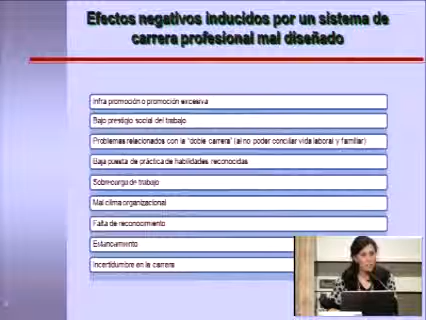 Efectos negativos inducidos por un sistema de
carrera profesional mal diseñado
Infra promoción o promoción excesiva
Bajo prestigio social del trabajo
Problemas relacionados con la "doble carrera" (al no poder conciliar vida laboral y familiar)
Baja puesta de práctica de habilidades reconocidas
Sobrecarga de trabajo
Mal clima organizacional
Falta de reconocimiento
Estancamiento
Incertidumbre en la carrera